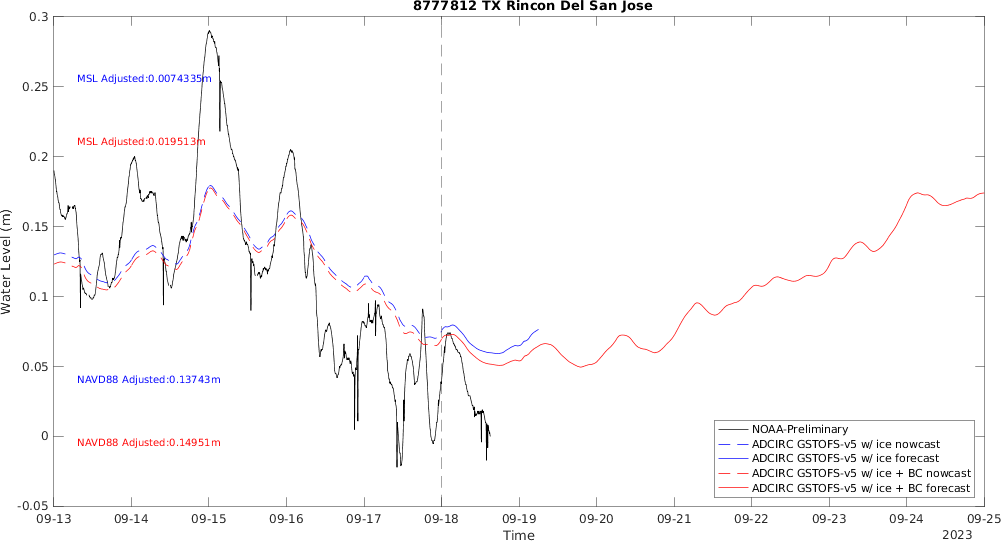 8777812 TX Rincon Del San Jose
0.3
0.25
0.2
0.15
0.1
0.05
0
-0.05
Water Level (m)
MSL Adjusted:0.0074335m
MSL Adjusted:0.019513m
NAVD88 Adjusted:0.13743m
NAVD88 Adjusted:0.14951m
NOAA-Preliminary
ADCIRC GSTOFS-v5 w/ ice nowcast
ADCIRC GSTOFS-v5 w/ ice forecast
ADCIRC GSTOFS-v5 w/ ice + BC nowcast
ADCIRC GSTOFS-v5 w/ ice + BC forecast
09-13 09-14 09-15 09-16 09-17 09-18 09-19 09-20 09-21 09-22 09-23 09-24 09-25
Time
2023